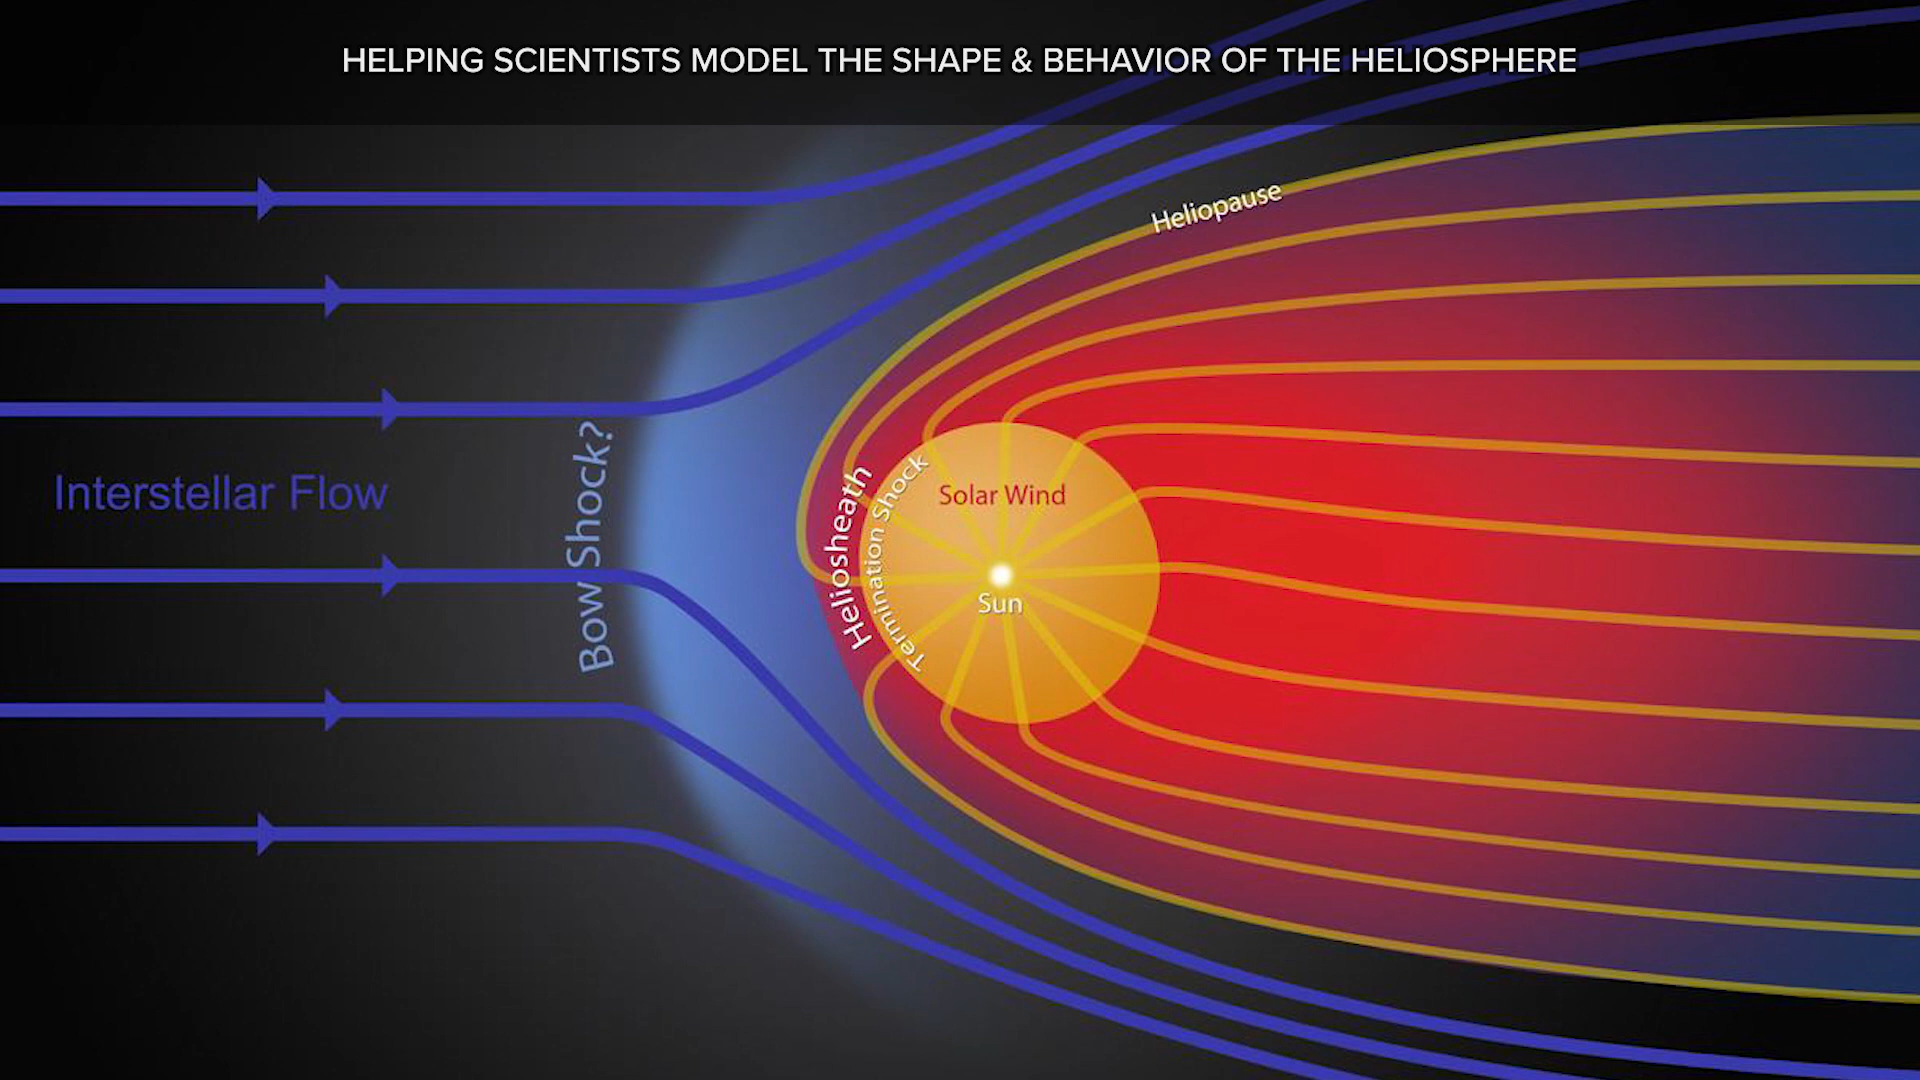 HELPING SCIENTISTS MODEL THE SHAPE & BEHAVIOR OF THE HELIOSPHERE
Heliopause
Interstellar Flow
Bow Shock?
Heliosheath
Termination Shock
Solar Wind
Sun